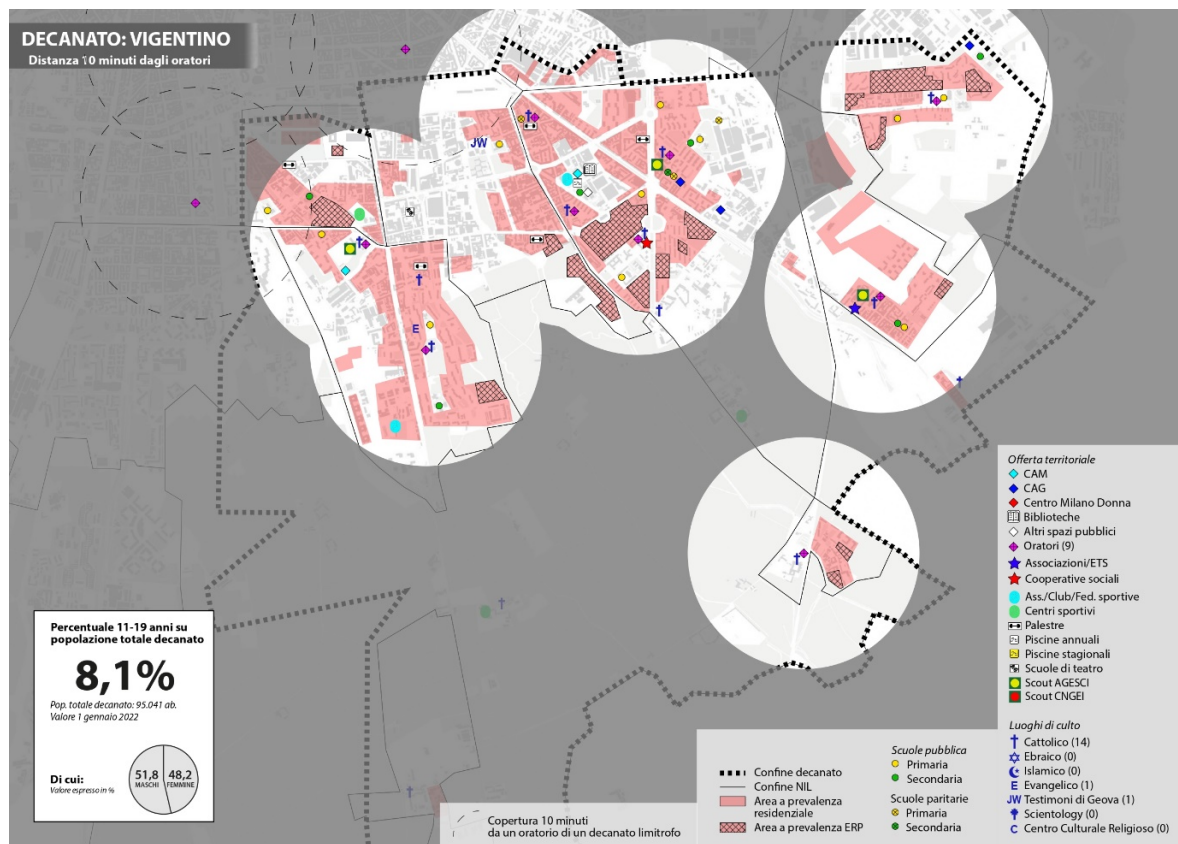 DECANATO: VIGENTINO
Distanza 10 minuti dagli oratori
JW
E
Percentuale 11-19 anni su
popolazione totale decanato
8,1%
Pop. totale decanato: 95.041 ab.
Valore 1 gennaio 2022
Di cui:
Valore espresso in %
51,8
MASCHI
48,2
FEMMINE
Copertura 10 minuti
da un oratorio di un decanato limitrofo
Confine decanato
Confine NIL
Area a prevalenza
residenziale
Area a prevalenza ERP
Scuole pubblica
Primaria
Secondaria
Scuole paritarie
Primaria
Secondaria
Offerta territoriale
CAM
CAG
Centro Milano Donna
Biblioteche
Altri spazi pubblici
Oratori (9)
Associazioni/ETS
Cooperative sociali
Ass./Club/Fed. sportive
Centri sportivi
Palestre
Piscine annuali
Piscine stagionali
Scuole di teatro
Scout AGESCI
Scout CNGEI
Luoghi di culto
Cattolico (14)
Ebraico (0)
Islamico (0)
E Evangelico (1)
JW Testimoni di Geova (1)
Scientology (0)
C Centro Culturale Religioso (0)